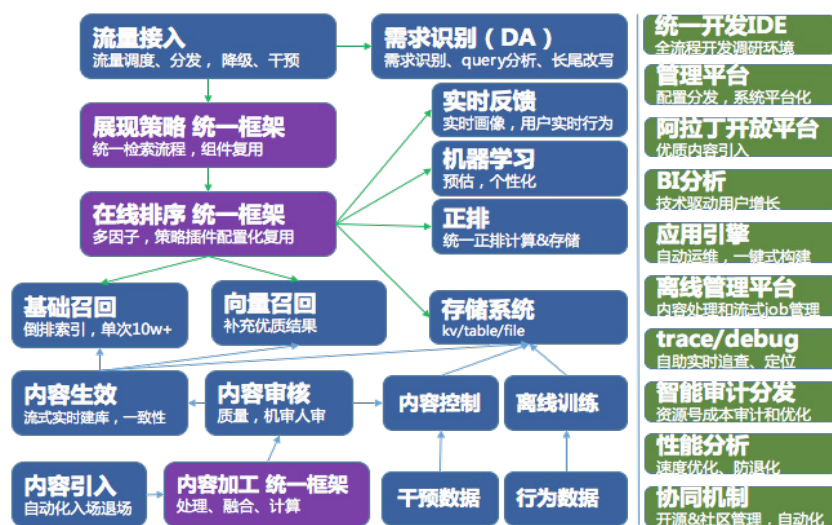 流量接入
流量调度、分发，降级、干预
需求识别（DA）
需求识别、query分析、长尾改写
展现策略 统一框架
统一检索流程，组件复用
实时反馈
实时画像，用户实时行为
机器学习
预估，个性化
在线排序 统一框架
多因子，策略插件配置化复用
正排
统一正排计算&存储
基础召回
倒排索引，单次10w+
向量召回
补充优质结果
存储系统
kv/table/file
内容生效
流式实时建库，一致性
内容审核
质量，机审人审
内容控制
离线训练
内容引入
自动化入场退场
内容加工 统一框架
处理、融合、计算
干预数据
行为数据
统一开发IDE
全流程开发调研环境
管理平台
配置分发，系统平台化
阿拉丁开放平台
优质内容引入
BI分析
技术驱动用户增长
应用引擎
自动运维，一键式构建
离线管理平台
内容处理和流式job管理
trace/debug
自助实时追查、定位
智能审计分发
资源号成本审计和优化
性能分析
速度优化、防退化
协同机制
开源&社区管理，自动化